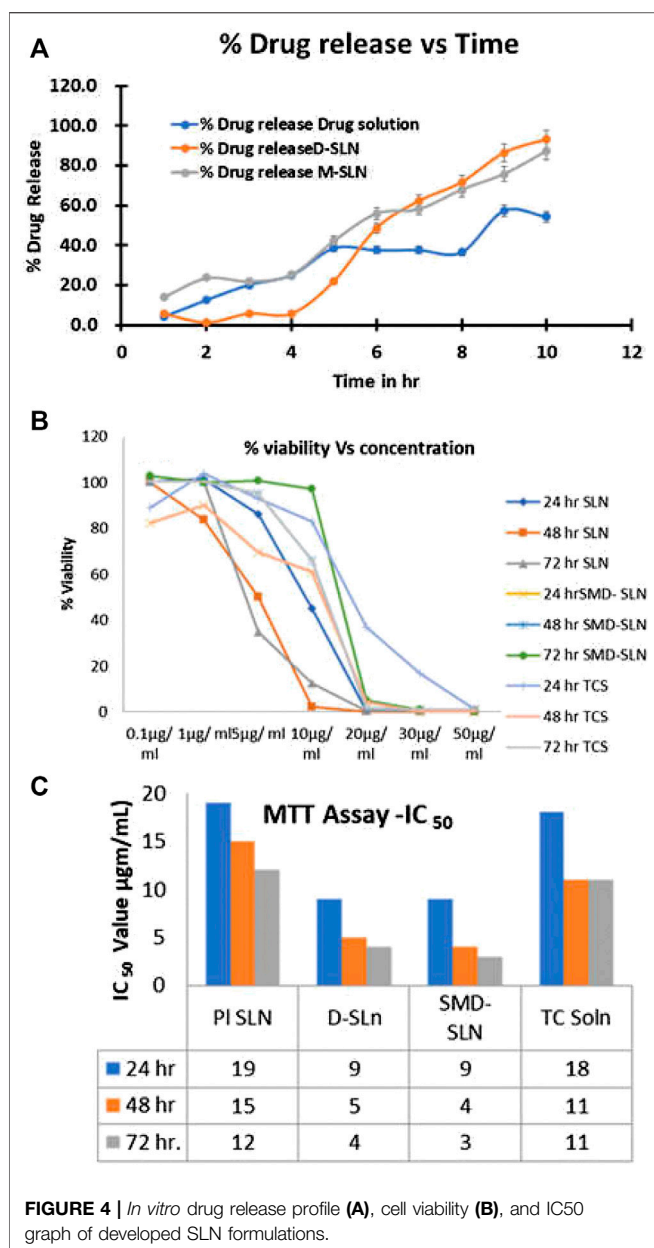 A
% Drug release vs Time
120.0
100.0
80.0
60.0
40.0
20.0
0.0
% Drug Release
% Drug release Drug solution
% Drug releaseD-SLN
% Drug release M-SLN
0 2 4 6 8 10 12
Time in hr
B
% viability Vs concentration
120
100
80
60
40
20
0
% Viability
0.1µg/ 1µg/ ml5µg/ ml 10µg/ 20µg/ 30µg/ 50µg/
ml ml ml ml ml
24 hr SLN
48 hr SLN
72 hr SLN
24 hrSMD- SLN
48 hr SMD-SLN
72 hr SMD-SLN
24 hr TCS
48 hr TCS
72 hr TCS
C
MTT Assay -IC 50
20
15
10
5
0
IC50 Value µgm/mL
PI SLN D-SLn SMD- TC Soln
SLN
24 hr 19 9 9 18
48 hr 15 5 4 11
72 hr. 12 4 3 11
FIGURE 4 | In vitro drug release profile (A), cell viability (B), and IC50
graph of developed SLN formulations.